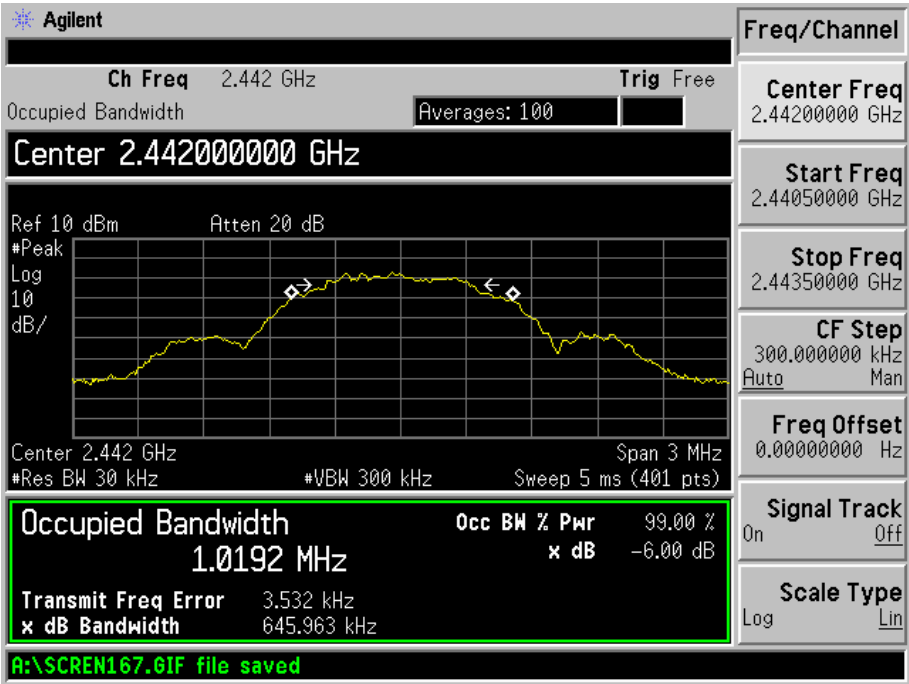 Agilent
Ch Freq 2.442 GHz Trig Free
Occupied Bandwidth Averages: 100
Center 2.442000000 GHz
Ref 10 dBm Atten 20 dB
#Peak
Log
10
dB/
Center 2.442 GHz Span 3 MHz
#Res BW 30 kHz #VBW 300 kHz Sweep 5 ms (401 pts)
Occupied Bandwidth Occ BW % Pwr 99.00 %
1.0192 MHz x dB -6.00 dB
Transmit Freq Error 3.532 kHz
x dB Bandwidth 645.963 kHz
A:\SCREN167.GIF file saved
Freq/Channel
Center Freq
2.44200000 GHz
Start Freq
2.44050000 GHz
Stop Freq
2.44350000 GHz
CF Step
300.000000 kHz
Auto Man
Freq Offset
0.00000000 Hz
Signal Track
On Off
Scale Type
Log Lin